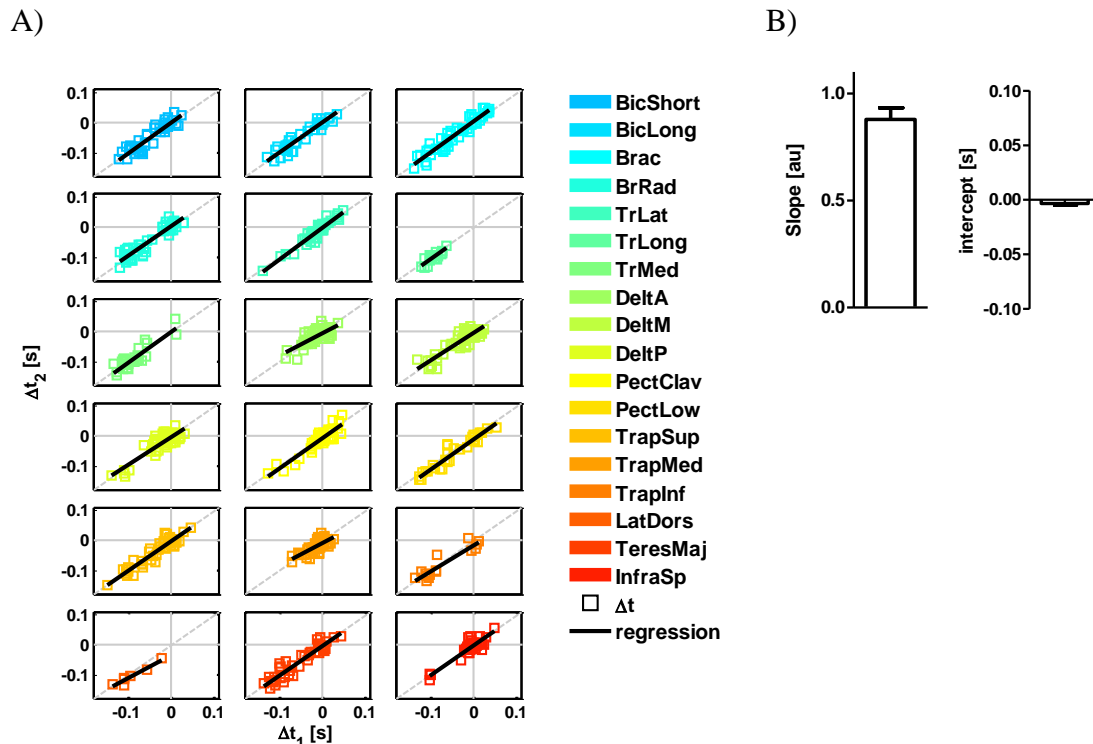 A)
B)
0.1
0
-0.1
0.1
0
-0.1
0.1
0
-0.1
0.1
0
-0.1
0.1
0
-0.1
0.1
0
-0.1
Δt2 [s]
-0.1 0 0.1 -0.1 0 0.1 -0.1 0 0.1
Δt1 [s]
BicShort
BicLong
Brac
BrRad
TrLat
TrLong
TrMed
DeltA
DeltM
DeltP
PectClav
PectLow
TrapSup
TrapMed
TrapInf
LatDors
TeresMaj
InfraSp
Δt
regression
Slope [au]
1.0
0.5
0.0
intercept [s]
0.10
0.05
0.00
-0.05
-0.10